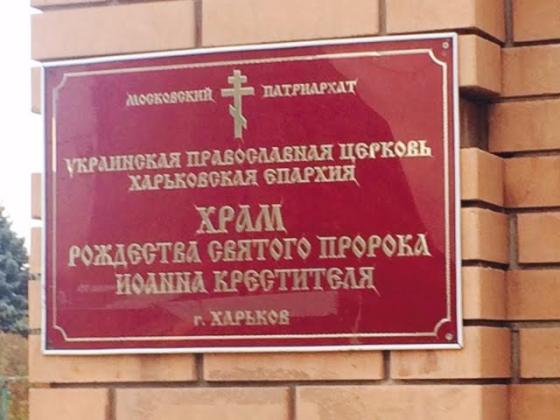 МОСКОВСКИЙ ПАТРИАРХАТ
УКРАИНСКАЯ ПРАВОСЛАВНАЯ ЦЕРКОВЬ
ХАРЬКОВСКАЯ ЕПАРХИЯ
ХРАМ
РОЖДЕСТВА СВЯТОГО ПРОРОКА
ИОАННА КРЕСТИТЕЛЯ
г. ХАРЬКОВ